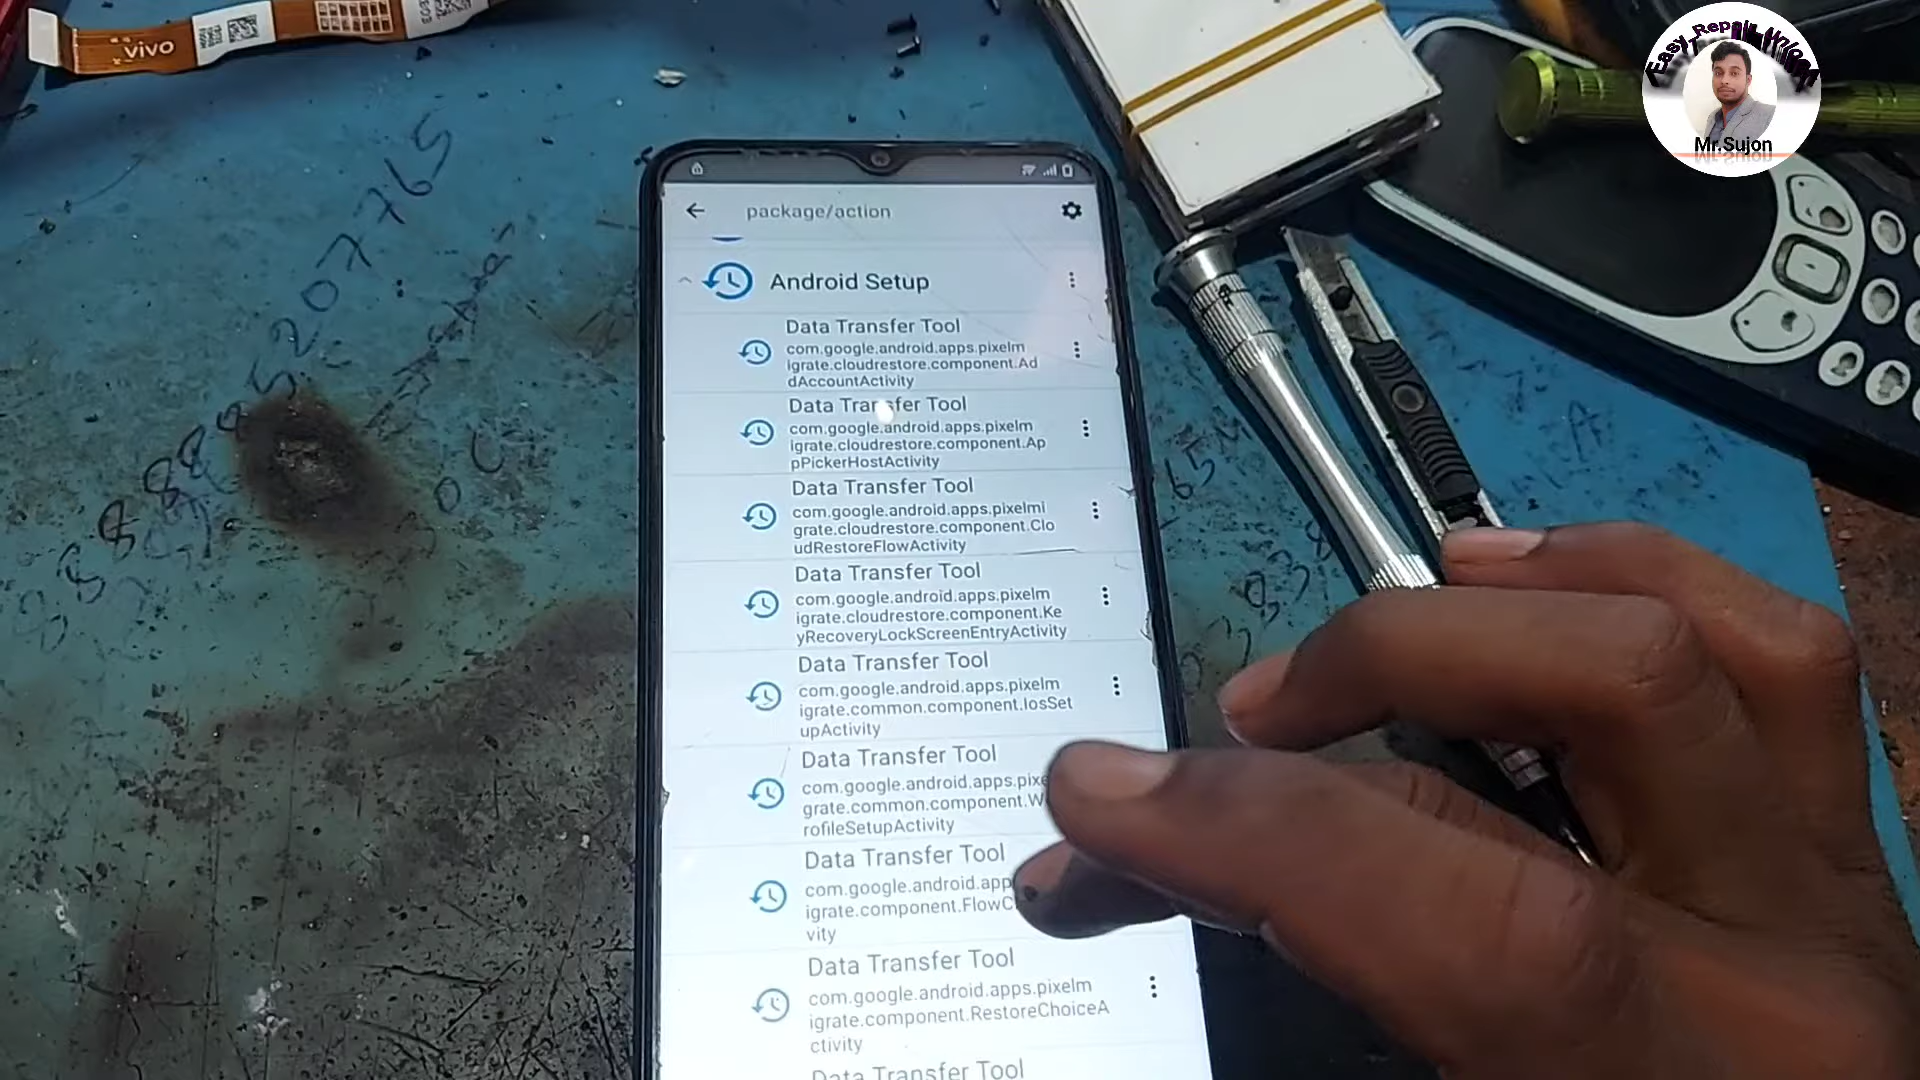 vivo
Easy Repair
Mr.Sujon
package/action
Android Setup
Data Transfer Tool
com.google.android.apps.pixelm
igrate.cloudrestore.component.Ad
dAccountActivity
Data Transfer Tool
com.google.android.apps.pixelm
igrate.cloudrestore.component.Ap
pPickerHostActivity
Data Transfer Tool
com.google.android.apps.pixelmi
grate.cloudrestore.component.Clo
udRestoreFlowActivity
Data Transfer Tool
com.google.android.apps.pixelm
igrate.cloudrestore.component.Ke
yRecoveryLockScreenEntryActivity
Data Transfer Tool
com.google.android.apps.pixelm
igrate.common.component.IosSet
upActivity
Data Transfer Tool
com.google.android.apps.pixe
grate.common.component.W
rofileSetupActivity
Data Transfer Tool
com.google.android.app
igrate.component.FlowC
vity
Data Transfer Tool
com.google.android.apps.pixelm
igrate.component.RestoreChoiceA
ctivity
Data Transfer Tool